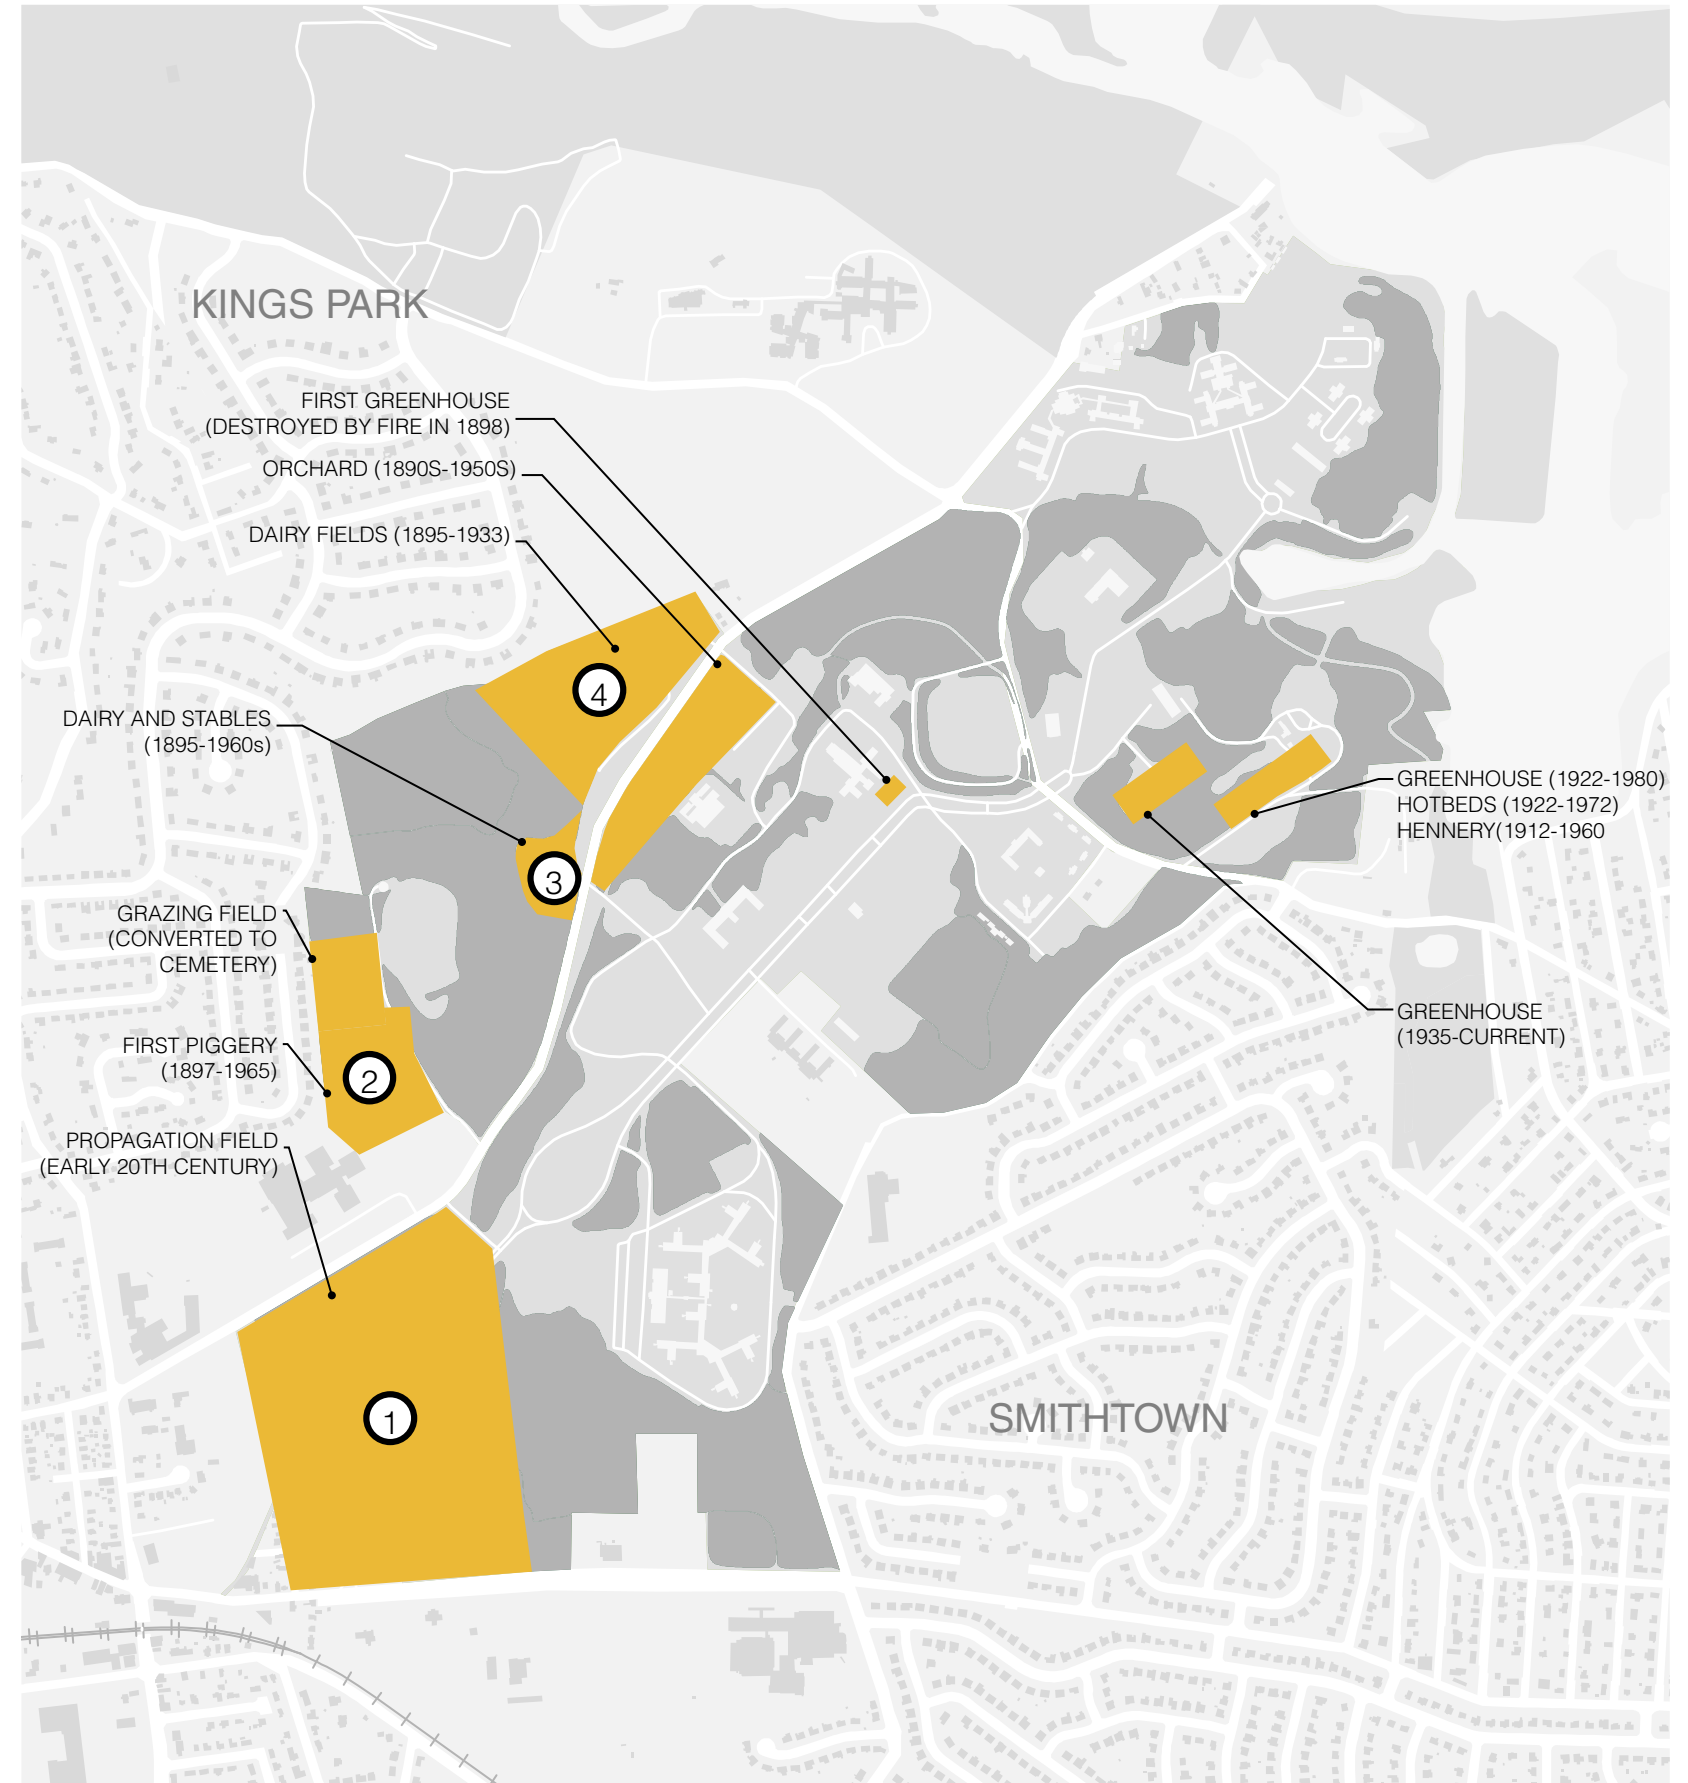 KINGS PARK
FIRST GREENHOUSE
(DESTROYED BY FIRE IN 1898)
ORCHARD (1890S-1950S)
DAIRY FIELDS (1895-1933)
4
DAIRY AND STABLES
(1895-1960s)
GREENHOUSE (1922-1980)
HOTBEDS (1922-1972)
HENNERY(1912-1960
3
GRAZING FIELD
(CONVERTED TO
CEMETERY)
GREENHOUSE
(1935-CURRENT)
FIRST PIGGERY
(1897-1965)
2
PROPAGATION FIELD
(EARLY 20TH CENTURY)
1
SMITHTOWN